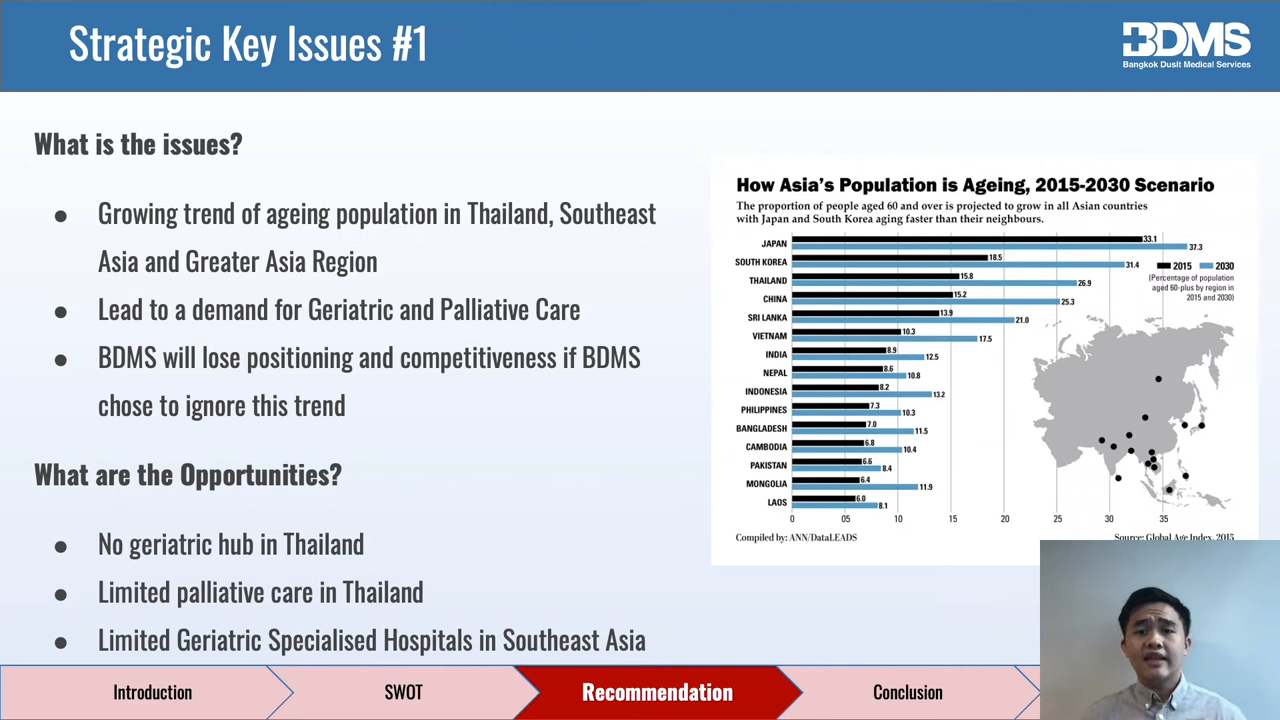 Strategic Key Issues #1
BDMS
Bangkok Dusit Medical Services
What is the issues?
● Growing trend of ageing population in Thailand, Southeast
Asia and Greater Asia Region
● Lead to a demand for Geriatric and Palliative Care
● BDMS will lose positioning and competitiveness if BDMS
chose to ignore this trend
What are the Opportunities?
● No geriatric hub in Thailand
● Limited palliative care in Thailand
● Limited Geriatric Specialised Hospitals in Southeast Asia
How Asia's Population is Ageing, 2015-2030 Scenario
The proportion of people aged 60 and over is projected to grow in all Asian countries
with Japan and South Korea aging faster than their neighbours.
JAPAN 33.1 37.3
SOUTH KOREA 18.5 31.4
THAILAND 15.8 26.9
CHINA 15.2 25.3
SRI LANKA 13.9 21.0
VIETNAM 10.3 17.5
INDIA 8.9 12.5
NEPAL 8.6 10.8
INDONESIA 8.2 13.2
PHILIPPINES 7.3 10.3
BANGLADESH 7.0 11.5
CAMBODIA 6.8 10.4
PAKISTAN 6.6 8.4
MONGOLIA 6.4 11.9
LAOS 6.0 8.1
2015 2030
(Percentage of population
aged 60-plus by region in
2015 and 2030)
0 05 10 15 20 25 30 35
Compiled by: ANN/DataLEADS
Source: Global Age Index, 2015
Introduction
SWOT
Recommendation
Conclusion